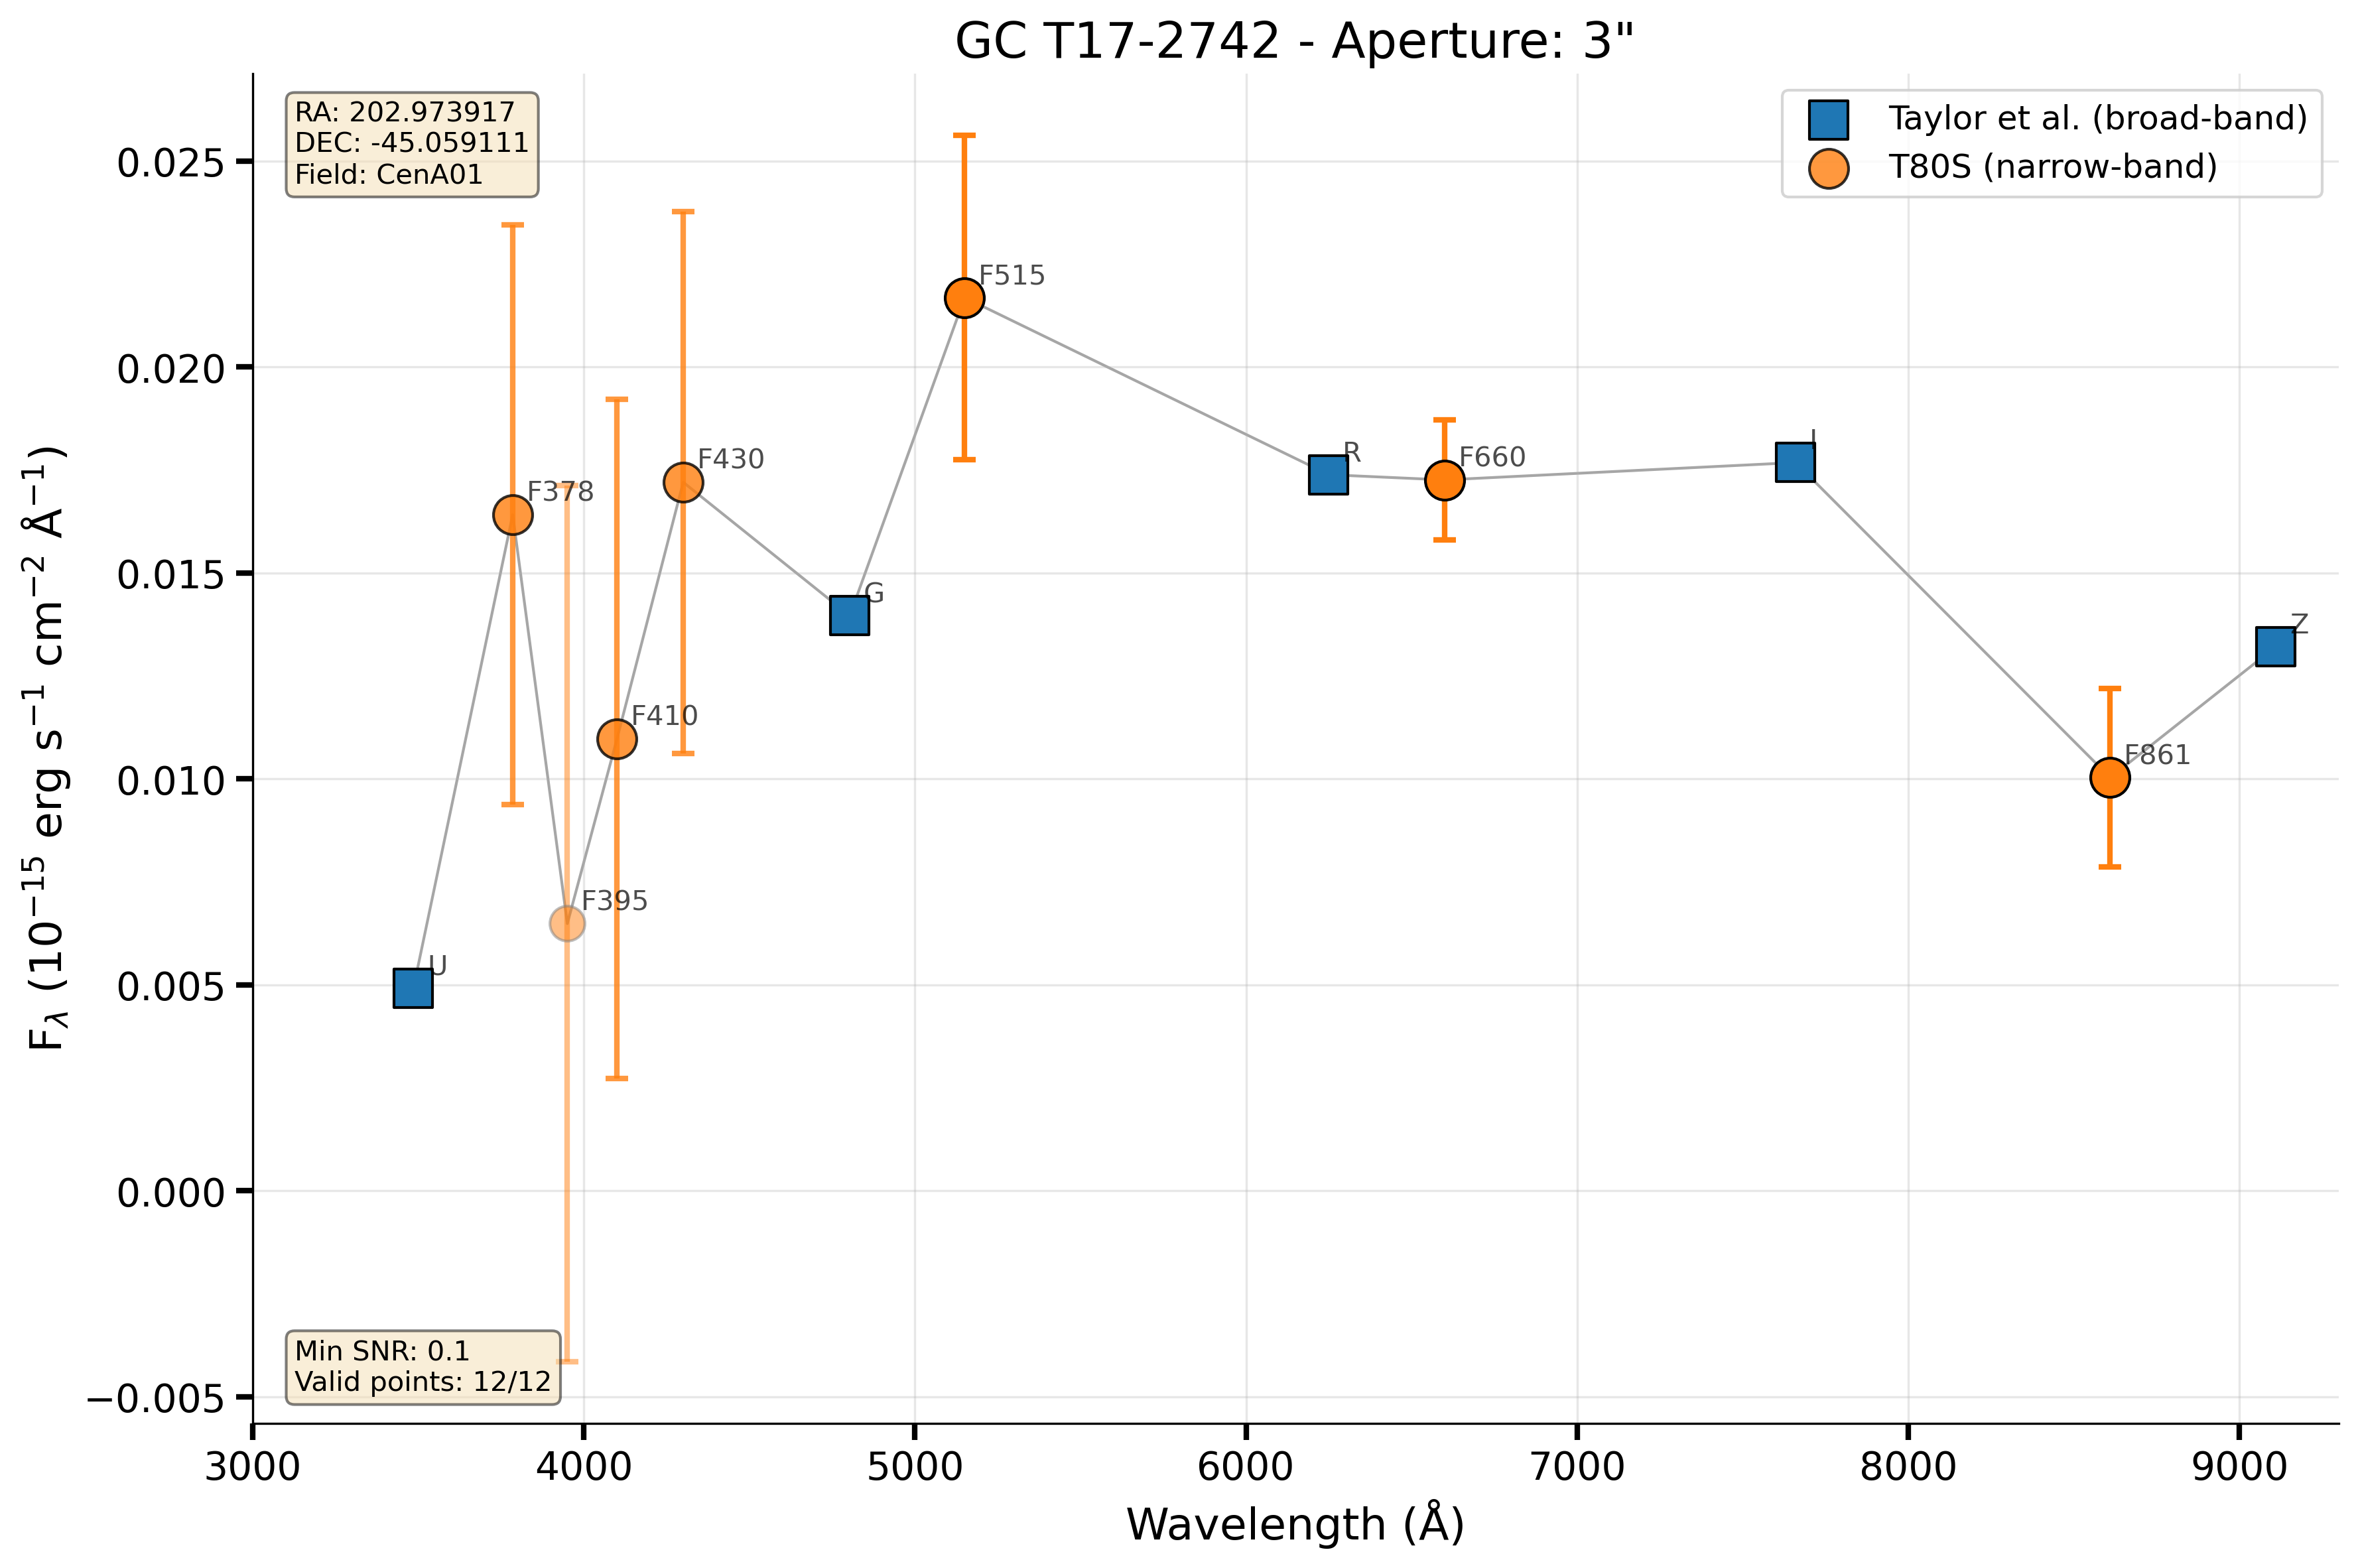 GC T17-2742 - Aperture: 3"
RA: 202.973917
DEC: -45.059111
Field: CenA01
Taylor et al. (broad-band)
T80S (narrow-band)
0.025
0.020
0.015
0.010
0.005
0.000
−0.005
F515
F430
F378
R
F660
I
G
Z
F410
F861
F395
U
Min SNR: 0.1
Valid points: 12/12
3000 4000 5000 6000 7000 8000 9000
Wavelength (Å)
Fλ (10⁻¹⁵ erg s⁻¹ cm⁻² Å⁻¹)